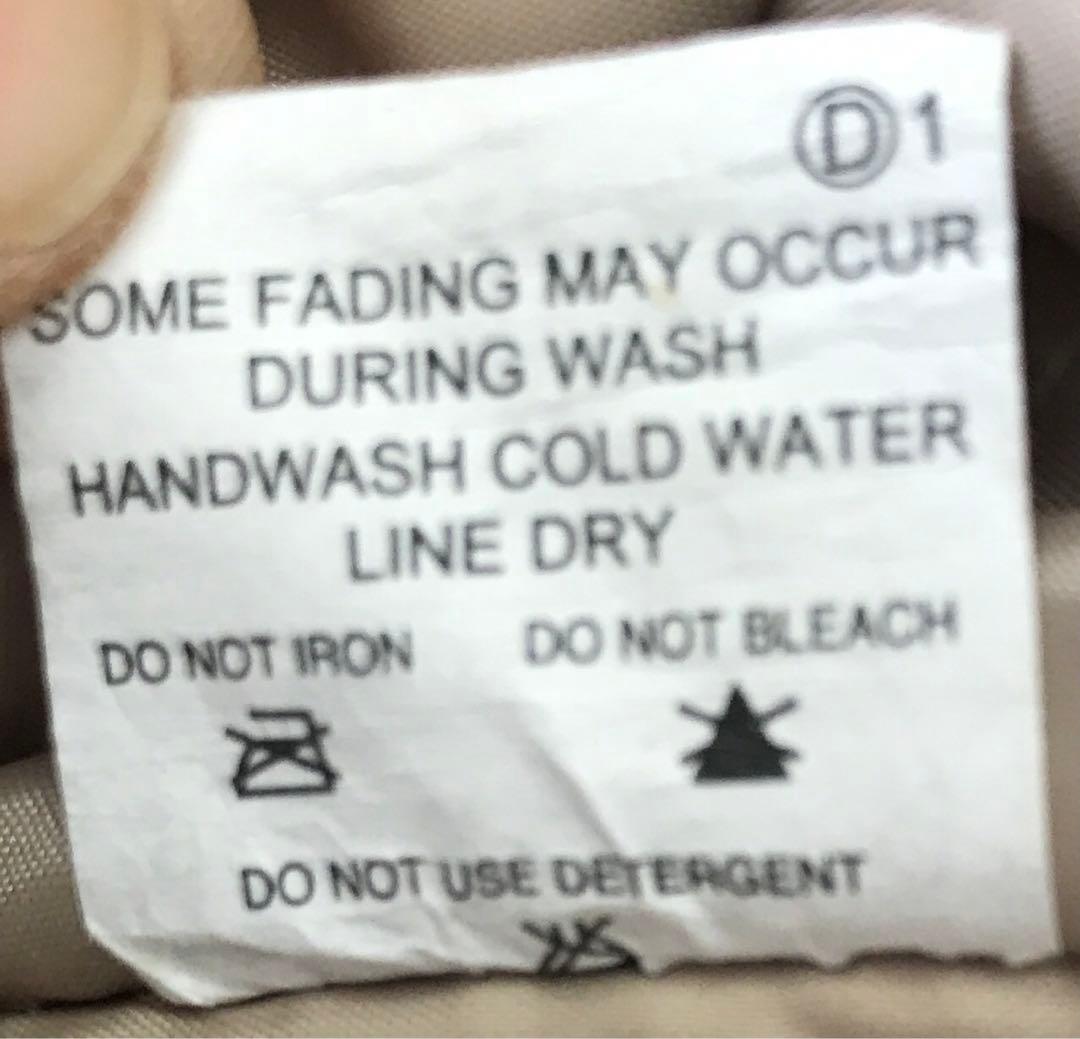 Ⓓ1
SOME FADING MAY OCCUR
DURING WASH
HANDWASH COLD WATER
LINE DRY
DO NOT IRON DO NOT BLEACH
DO NOT USE DETERGENT